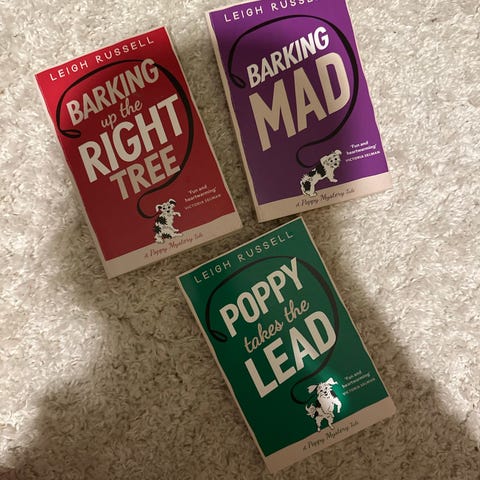 LEIGH RUSSELL
BARKING
up the
RIGHT
TREE
'Fun and
heartwarming'
VICTORIA SELMAN
A Poppy Mystery Tale
LEIGH RUSSELL
BARKING
MAD
'Fun and
heartwarming'
VICTORIA SELMAN
A Poppy Mystery Tale
LEIGH RUSSELL
POPPY
takes the
LEAD
'Fun and
heartwarming'
VICTORIA SELMAN
A Poppy Mystery Tale